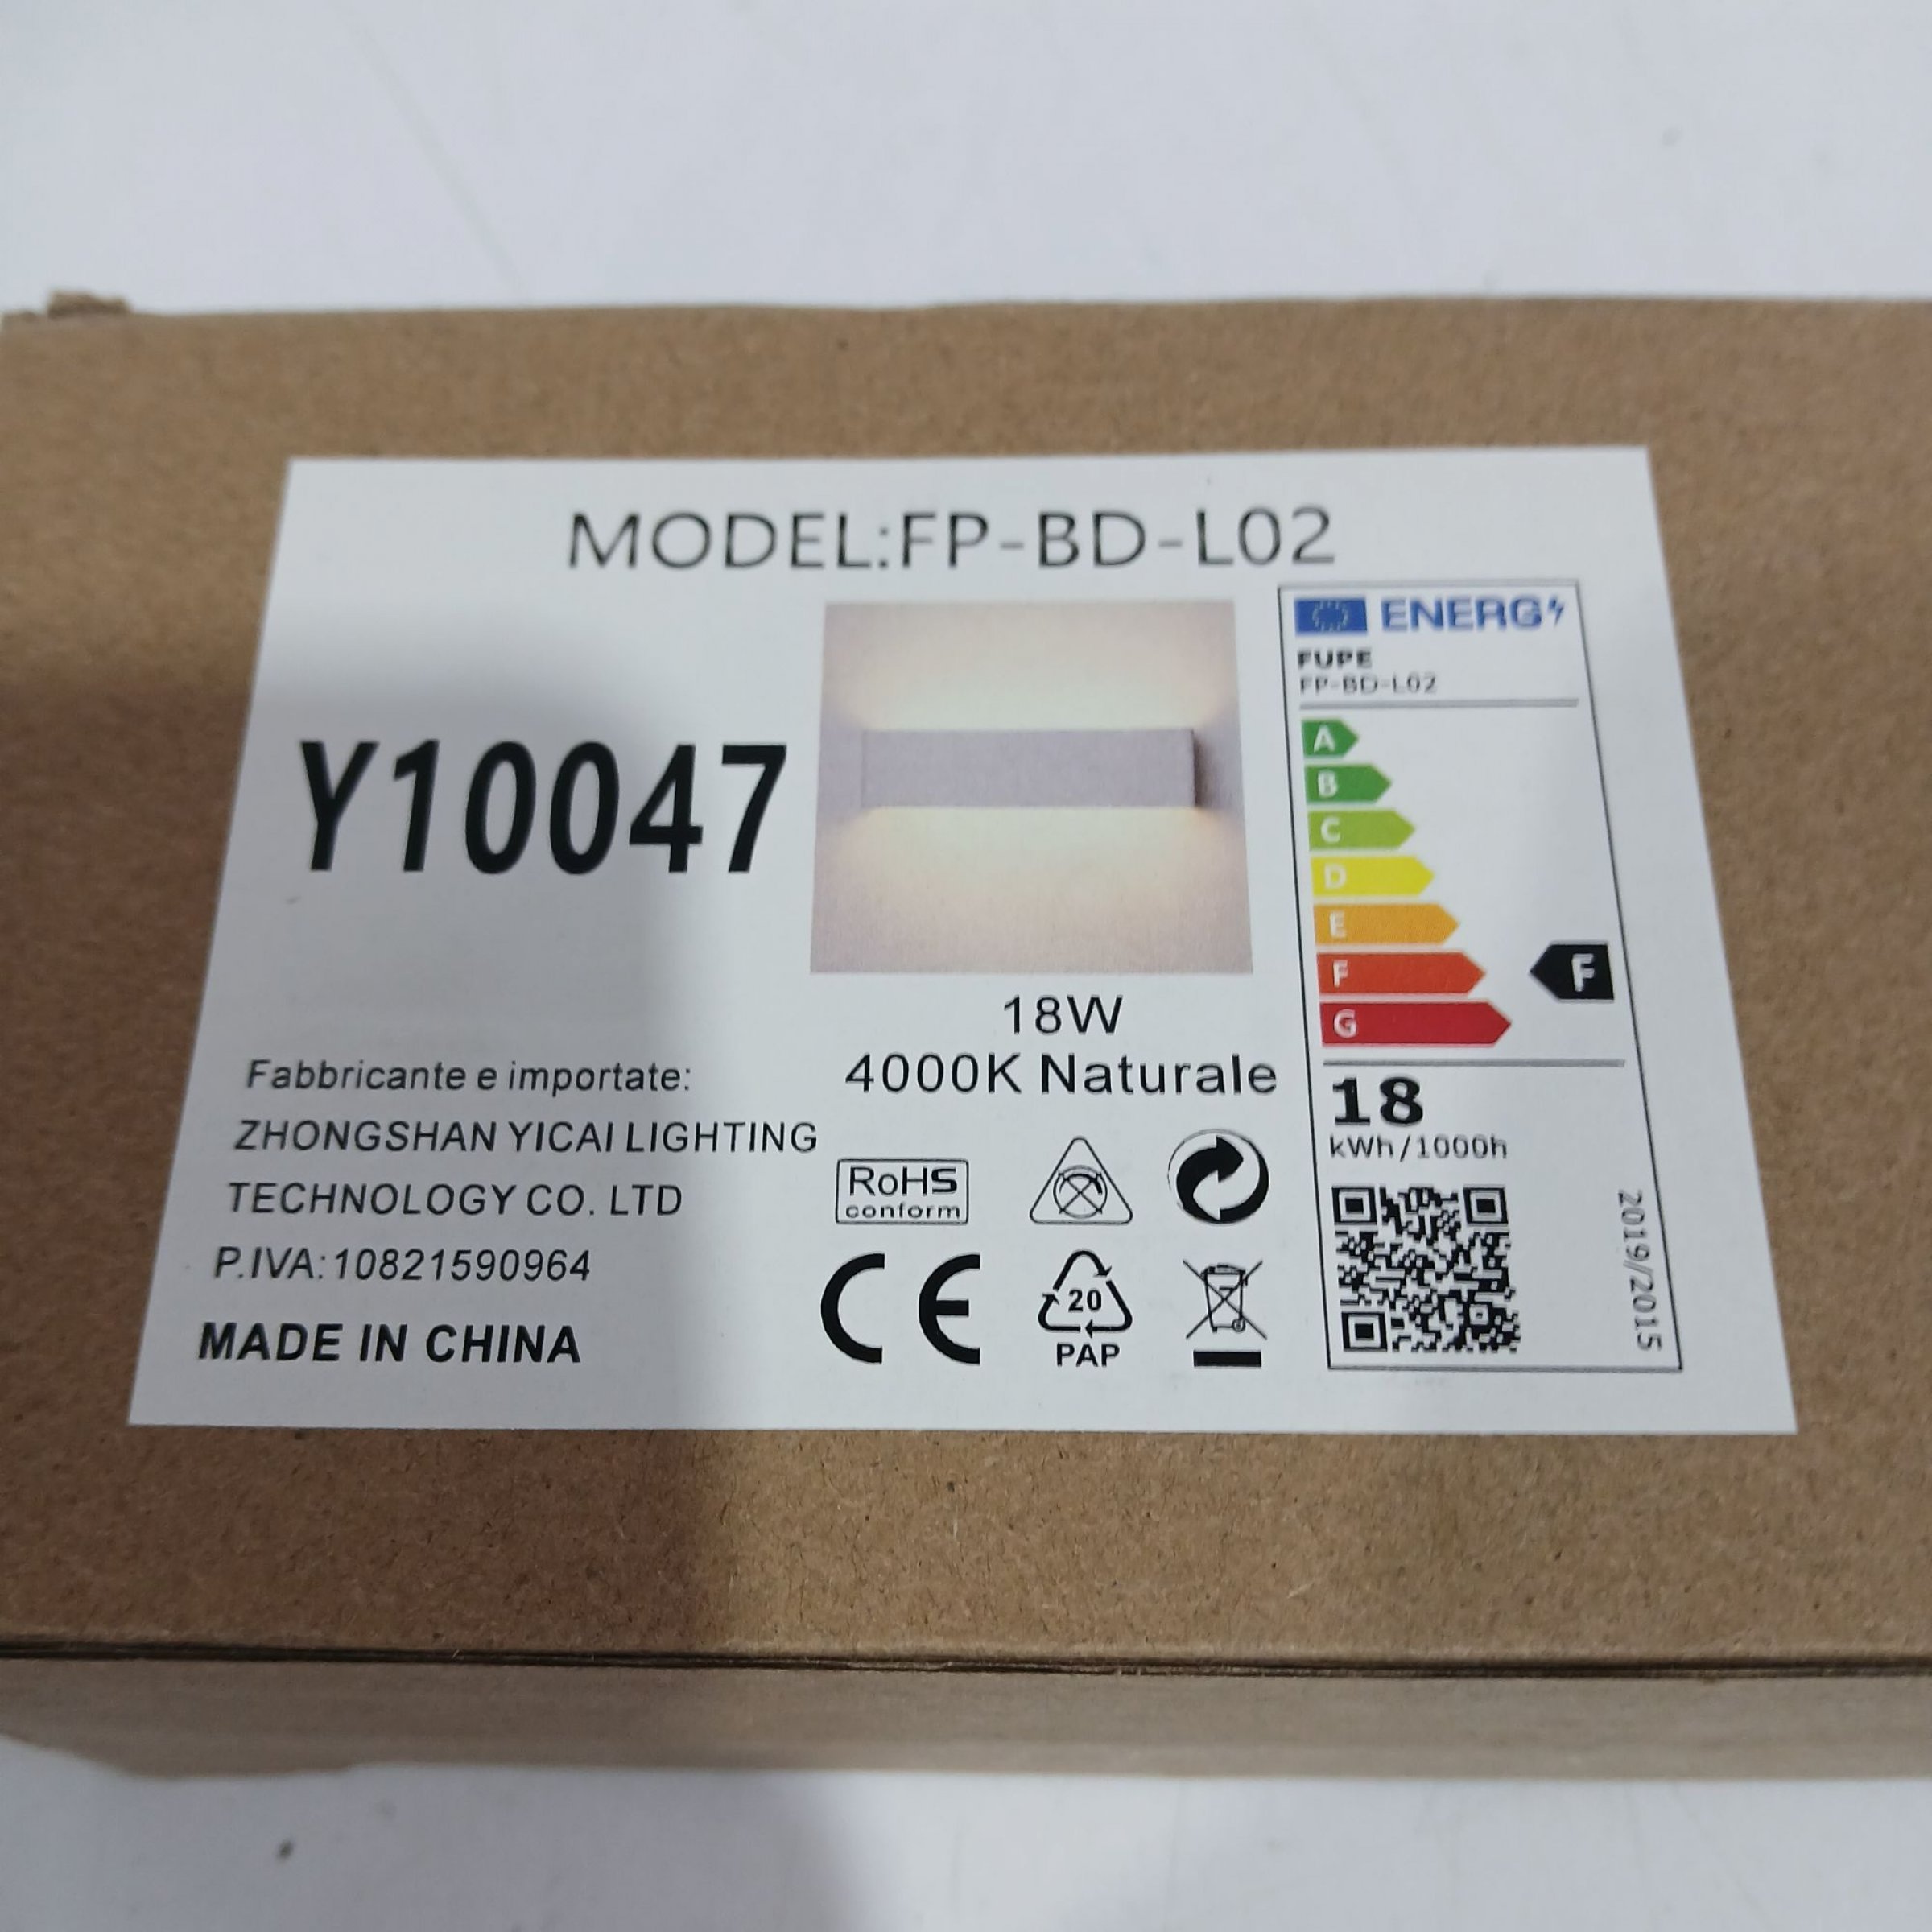 MODEL:FP-BD-L02
Y10047
18W
4000K Naturale
Fabbricante e importate:
ZHONGSHAN YICAI LIGHTING
TECHNOLOGY CO. LTD
P.IVA:10821590964
MADE IN CHINA
RoHS
conform
CE
20
PAP
ENERG
FUPE
FP-BD-L02
A
B
C
D
E
F
F
G
18
kWh/1000h
2019/2015